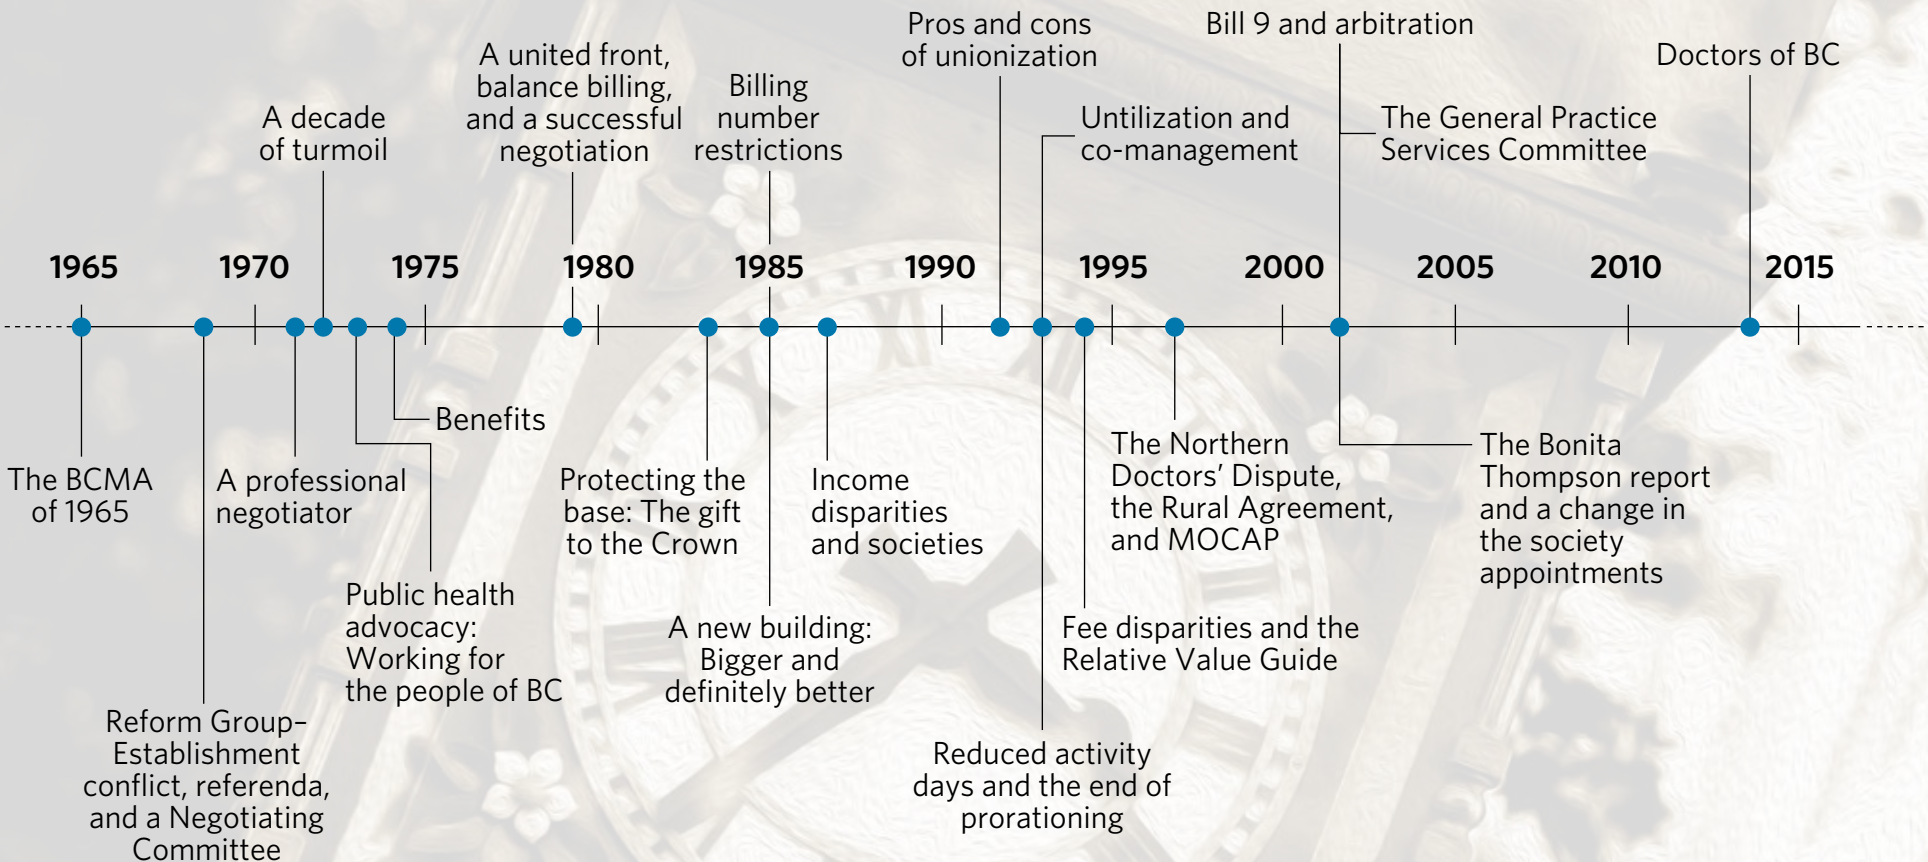 Pros and cons
of unionization
Bill 9 and arbitration
Doctors of BC
A united front,
balance billing,
and a successful
negotiation
Billing
number
restrictions
A decade
of turmoil
Untilization and
co-management
The General Practice
Services Committee
1965
1970
1975
1980
1985
1990
1995
2000
2005
2010
2015
Benefits
The BCMA
of 1965
A professional
negotiator
Protecting the
base: The gift
to the Crown
Income
disparities
and societies
The Northern
Doctors’ Dispute,
the Rural Agreement,
and MOCAP
The Bonita
Thompson report
and a change in
the society
appointments
Public health
advocacy:
Working for
the people of BC
A new building:
Bigger and
definitely better
Fee disparities and the
Relative Value Guide
Reform Group–
Establishment
conflict, referenda,
and a Negotiating
Committee
Reduced activity
days and the end of
prorationing